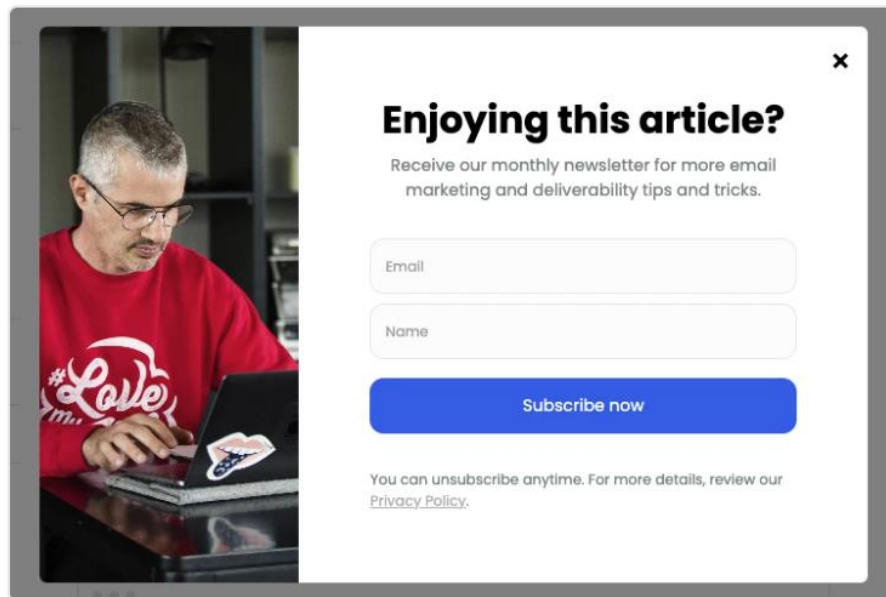 Enjoying this article?
Receive our monthly newsletter for more email
marketing and deliverability tips and tricks.
Email
Name
Subscribe now
You can unsubscribe anytime. For more details, review our
Privacy Policy.
#Love
my